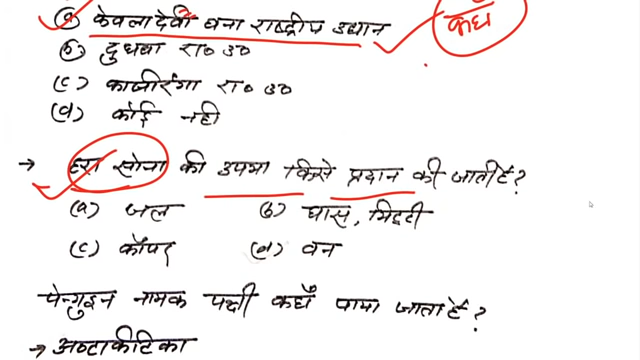 (a) केवलादेवी घना राष्ट्रीय उद्यान कहाँ
(b) दुधवा रा० उ०
(c) काजीरंगा रा० उ०
(d) कोई नही
→ हरा सोना की उपमा किसे प्रदान की जाती है?
(a) जल (b) घास, मिट्टी
(c) कॉपर (d) वन
पेन्गुइन नामक पक्षी कहाँ पाया जाता है?
→ अण्टार्कटिका